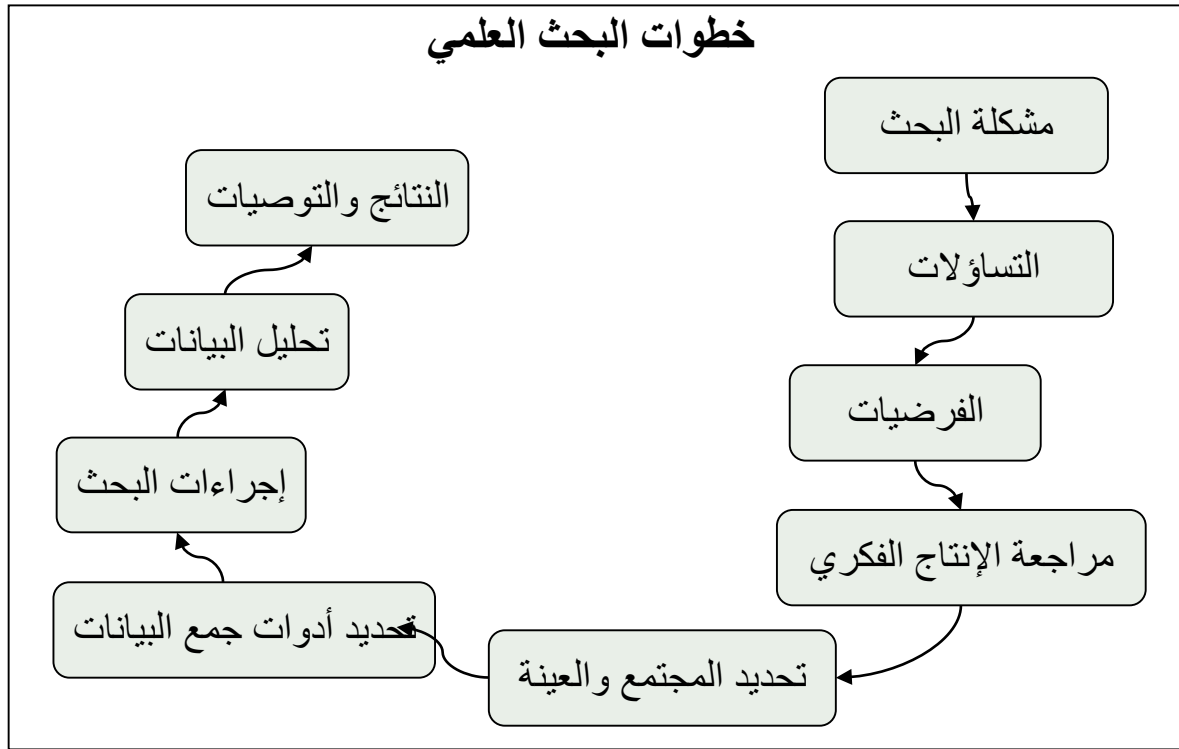 خطوات البحث العلمي
مشكلة البحث
التساؤلات
الفرضيات
مراجعة الإنتاج الفكري
تحديد المجتمع والعينة
تحديد أدوات جمع البيانات
إجراءات البحث
تحليل البيانات
النتائج والتوصيات